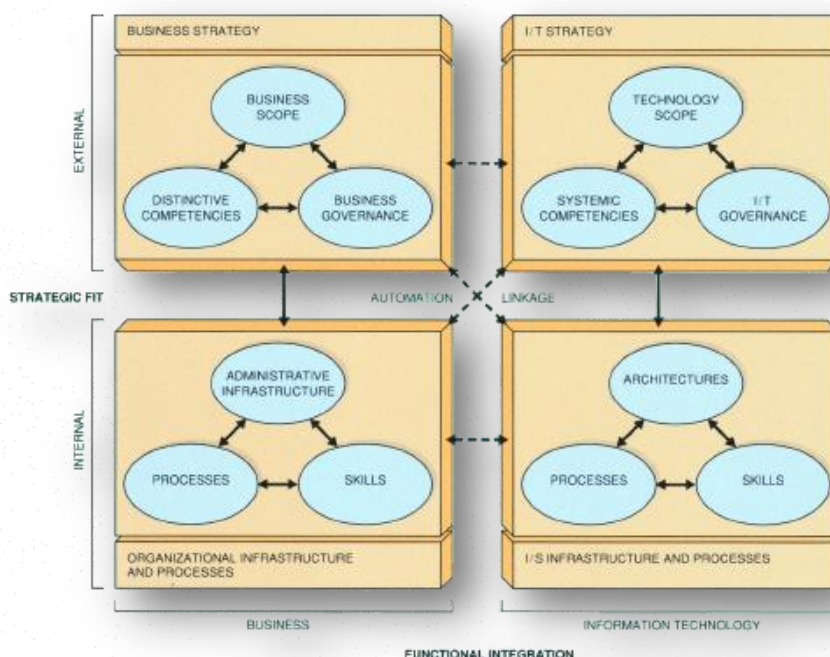 BUSINESS STRATEGY
I/T STRATEGY
EXTERNAL
BUSINESS
SCOPE
DISTINCTIVE
COMPETENCIES
BUSINESS
GOVERNANCE
TECHNOLOGY
SCOPE
SYSTEMIC
COMPETENCIES
I/T
GOVERNANCE
STRATEGIC FIT
AUTOMATION
LINKAGE
INTERNAL
ADMINISTRATIVE
INFRASTRUCTURE
PROCESSES
SKILLS
ARCHITECTURES
PROCESSES
SKILLS
ORGANIZATIONAL INFRASTRUCTURE
AND PROCESSES
I/S INFRASTRUCTURE AND PROCESSES
BUSINESS
INFORMATION TECHNOLOGY
FUNCTIONAL INTEGRATION